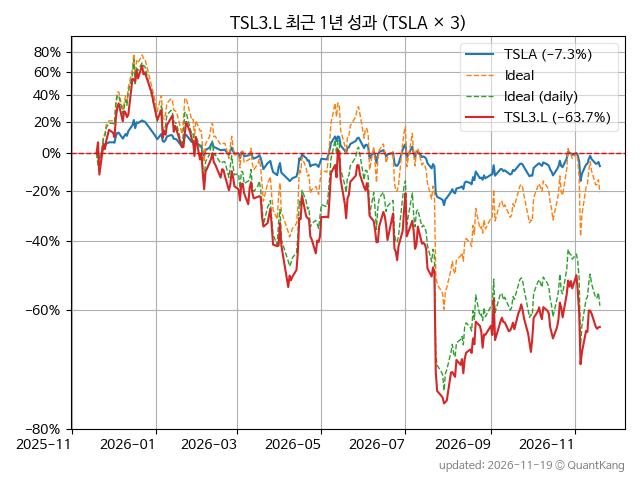 TSL3.L 최근 1년 성과 (TSLA × 3)
TSLA (−7.3%)
Ideal
Ideal (daily)
TSL3.L (−63.7%)
80%
60%
40%
20%
0%
−20%
−40%
−60%
−80%
2025-11 2026-01 2026-03 2026-05 2026-07 2026-09 2026-11
updated: 2026-11-19 © QuantKang